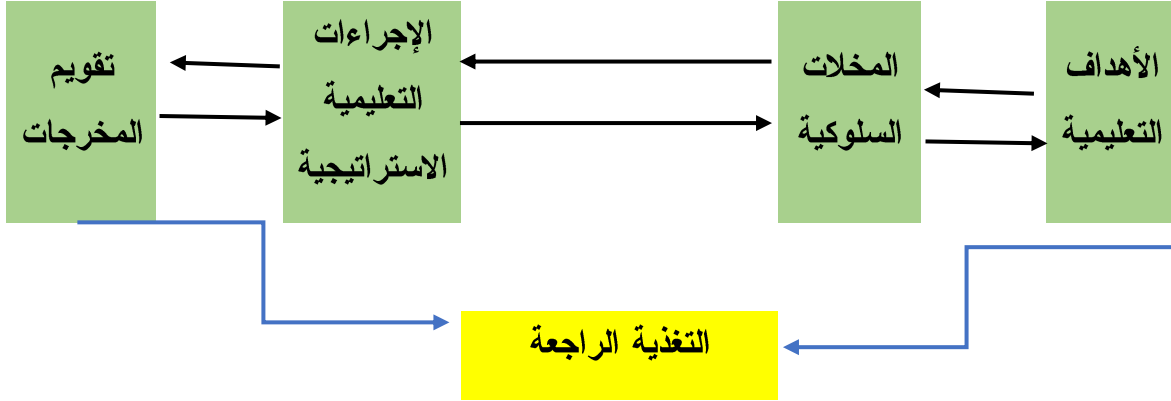 الأهداف
التعليمية
المخلات
السلوكية
الإجراءات
التعليمية
الاستراتيجية
تقويم
المخرجات
التغذية الراجعة